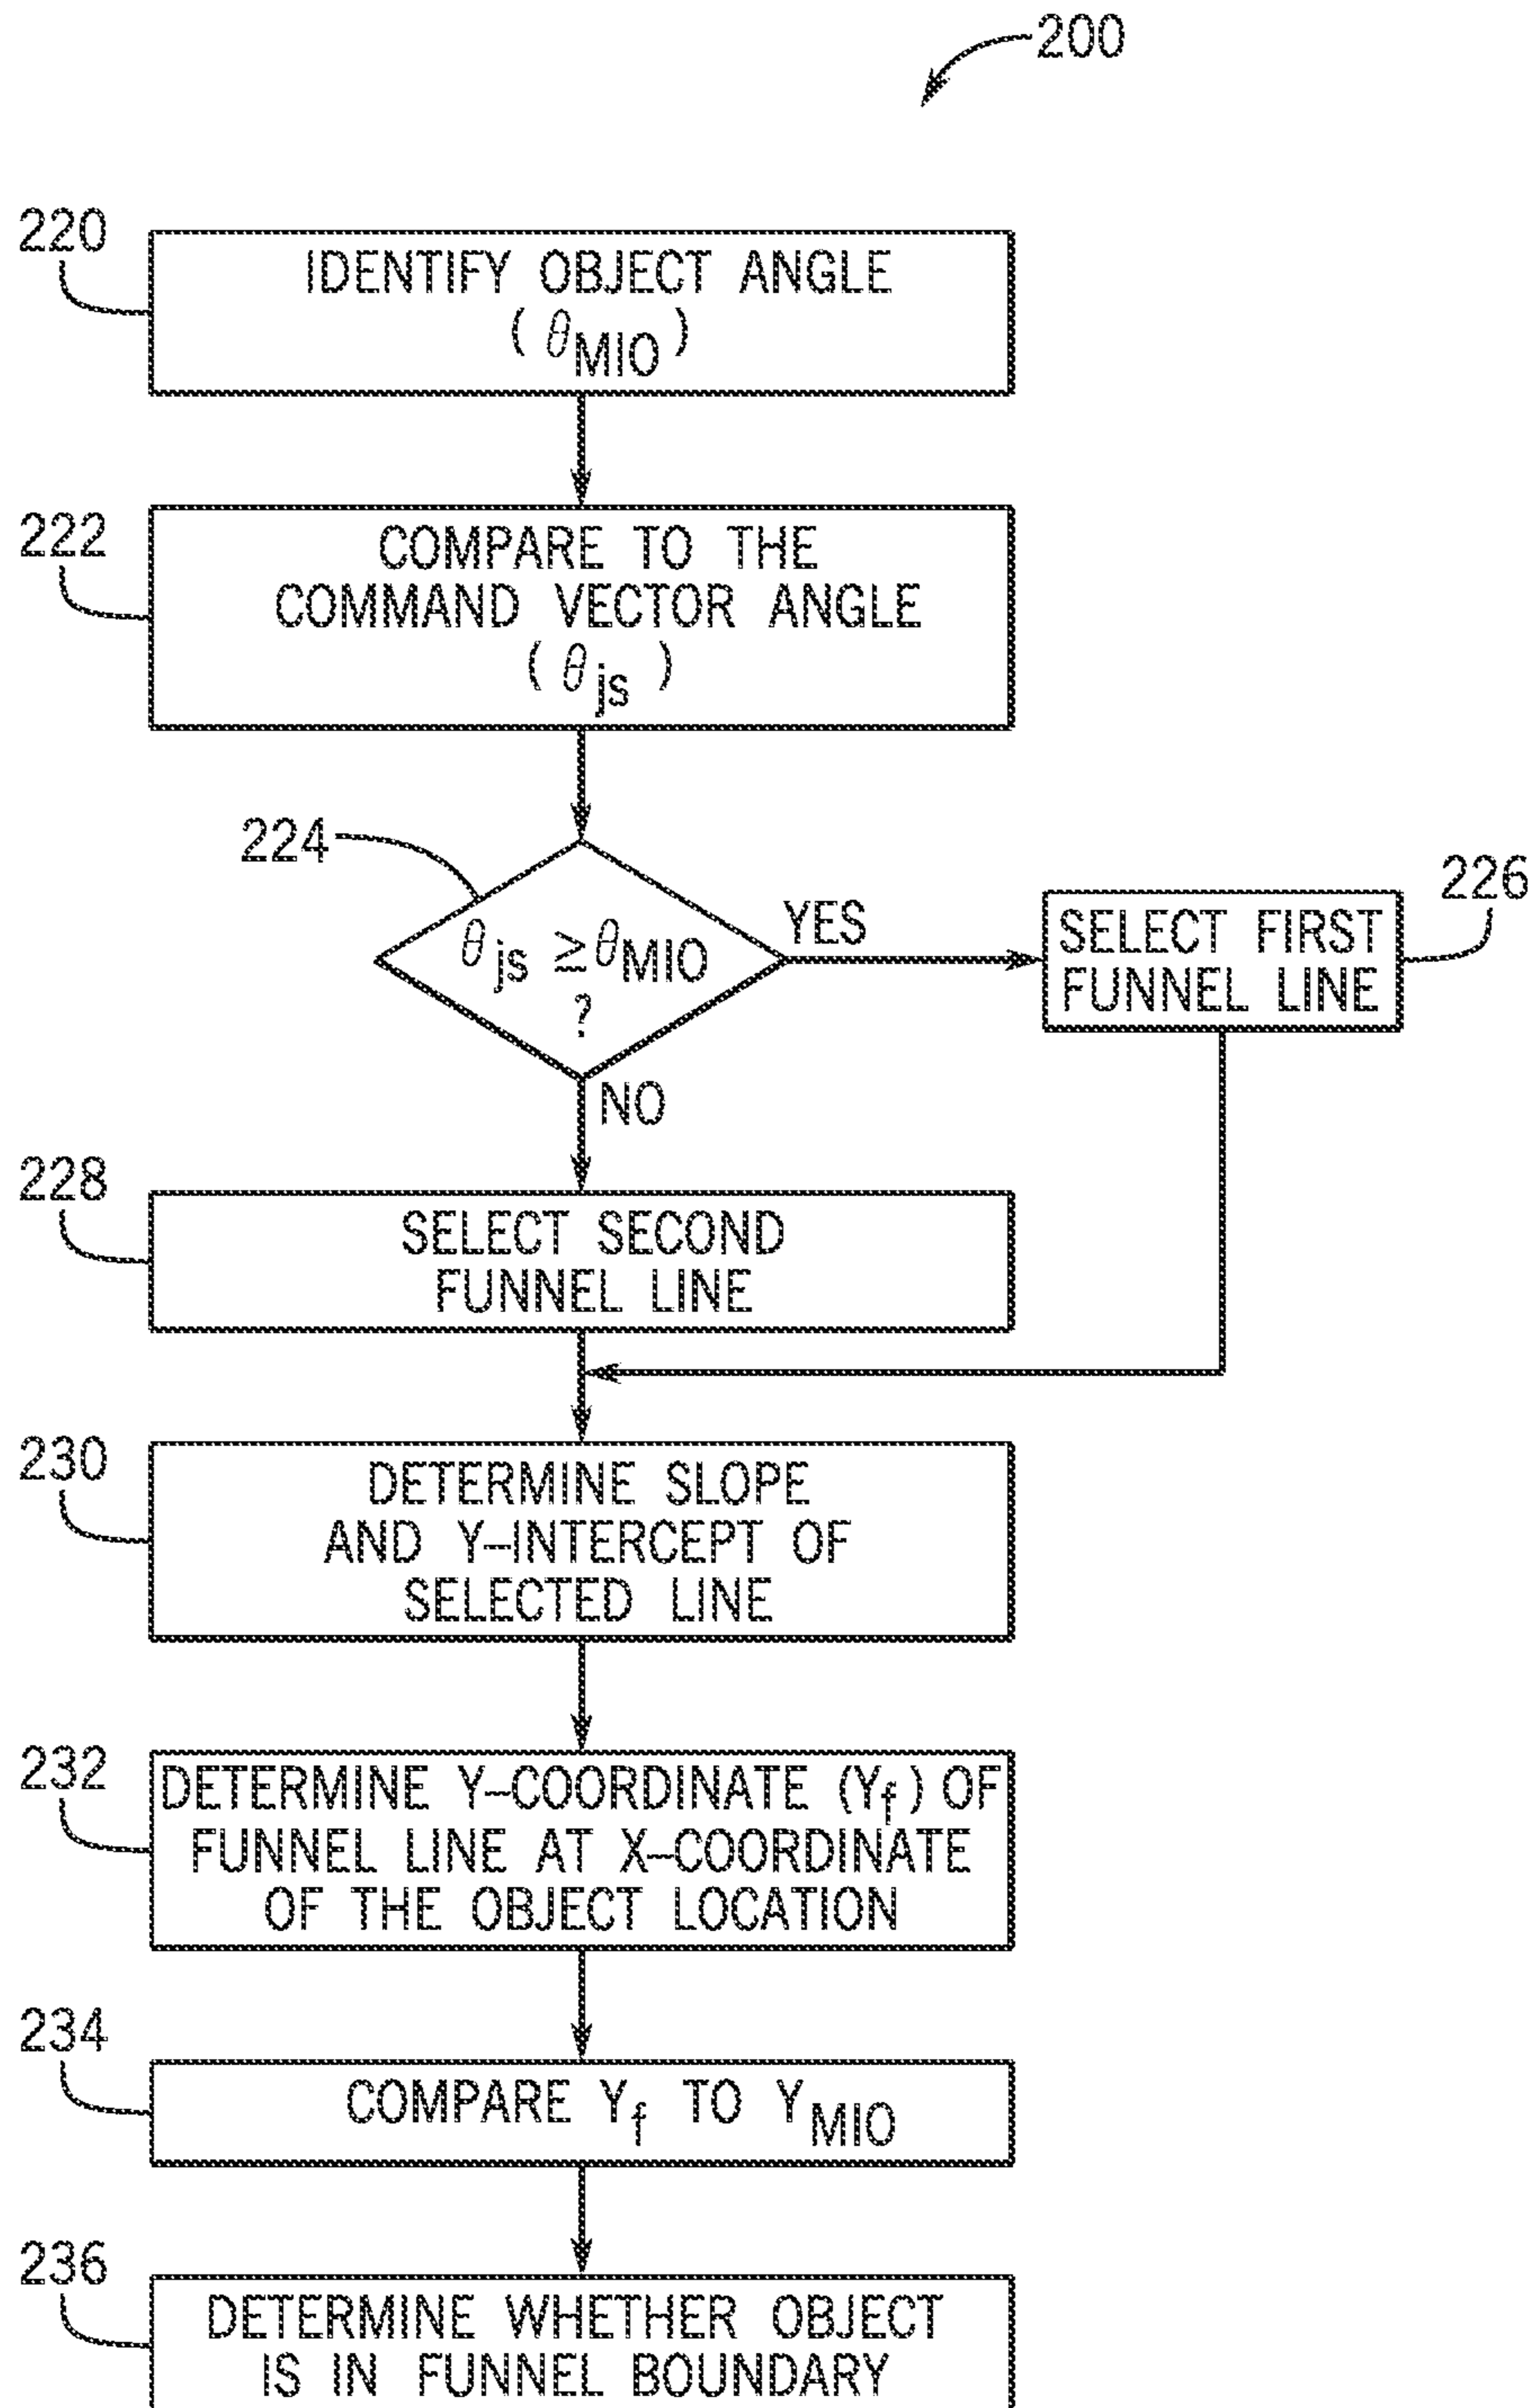 200
220
IDENTIFY OBJECT ANGLE
( θMIO )
222
COMPARE TO THE
COMMAND VECTOR ANGLE
( θjs )
224
θjs ≥ θMIO
?
YES
226
SELECT FIRST
FUNNEL LINE
NO
228
SELECT SECOND
FUNNEL LINE
230
DETERMINE SLOPE
AND Y-INTERCEPT OF
SELECTED LINE
232
DETERMINE Y-COORDINATE (Yf) OF
FUNNEL LINE AT X-COORDINATE
OF THE OBJECT LOCATION
234
COMPARE Yf TO YMIO
236
DETERMINE WHETHER OBJECT
IS IN FUNNEL BOUNDARY